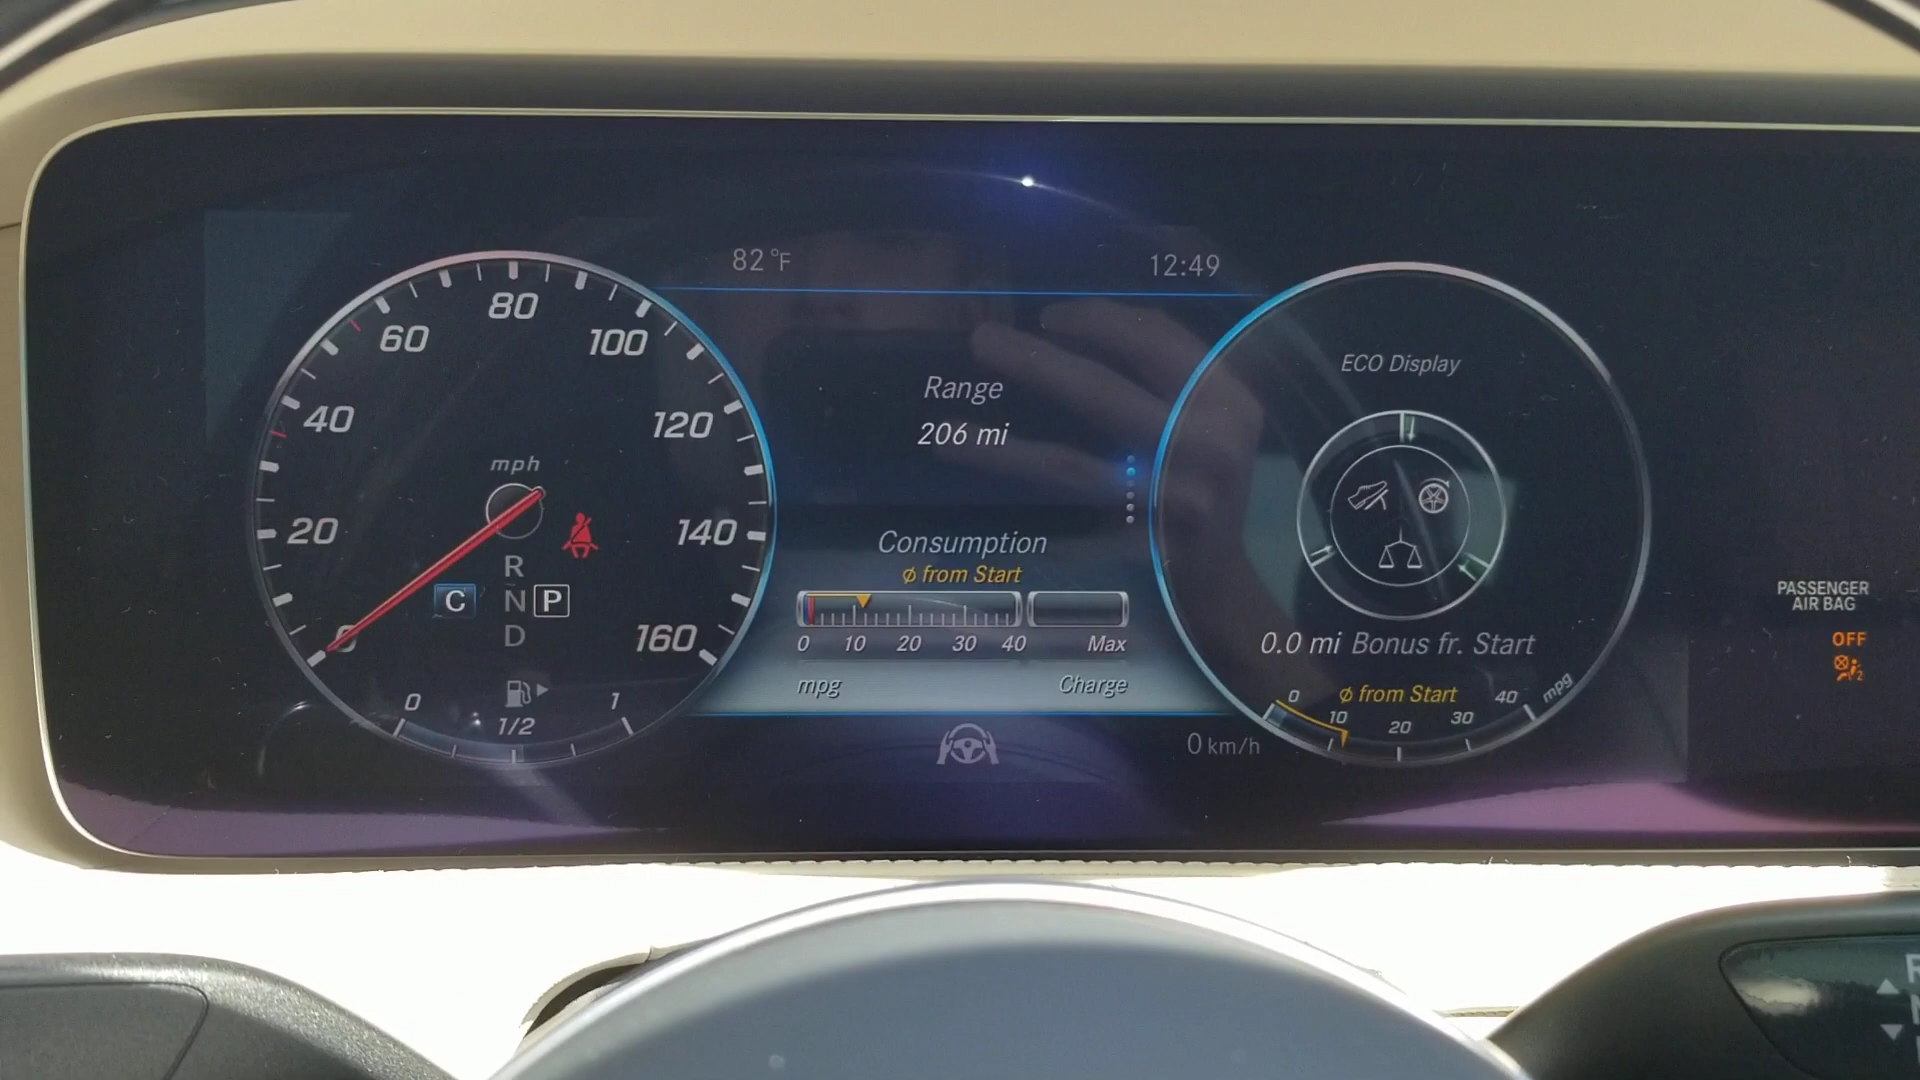 82°F
12:49
80
60
100
40
120
mph
20
140
0
160
R
C
N
P
D
0
1
1/2
Range
206 mi
Consumption
ø from Start
0 10 20 30 40 Max
mpg
Charge
0 km/h
ECO Display
0.0 mi Bonus fr. Start
ø from Start
0
10
20
30
40
mpg
PASSENGER
AIR BAG
OFF
2